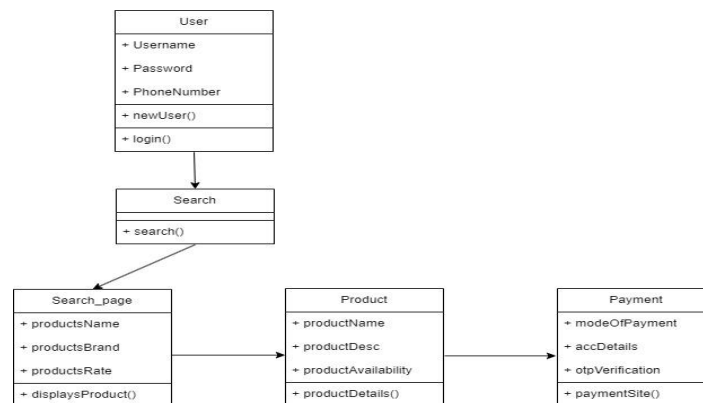 User
+ Username
+ Password
+ PhoneNumber
+ newUser()
+ login()
Search
+ search()
Search_page
+ productsName
+ productsBrand
+ productsRate
+ displaysProduct()
Product
+ productName
+ productDesc
+ productAvailability
+ productDetails()
Payment
+ modeOfPayment
+ accDetails
+ otpVerification
+ paymentSite()